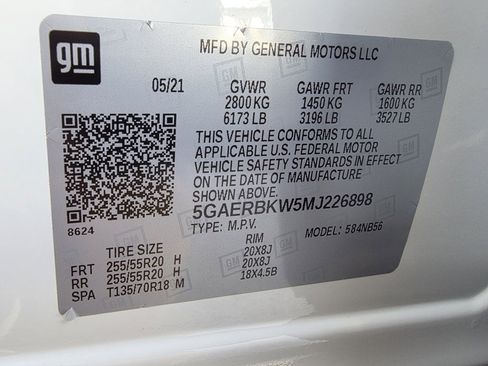 gm
MFD BY GENERAL MOTORS LLC
05/21 GVWR GAWR FRT GAWR RR
2800 KG 1450 KG 1600 KG
6173 LB 3196 LB 3527 LB
THIS VEHICLE CONFORMS TO ALL
APPLICABLE U.S. FEDERAL MOTOR
VEHICLE SAFETY STANDARDS IN EFFECT
ON THE DATE OF MANUFACTURE
SHOWN ABOVE.
8624
5GAERBKW5MJ226898
TYPE: M.P.V. MODEL: 584NB56
TIRE SIZE RIM
FRT 255/55R20 H 20X8J
RR 255/55R20 H 20X8J
SPA T135/70R18 M 18X4.5B